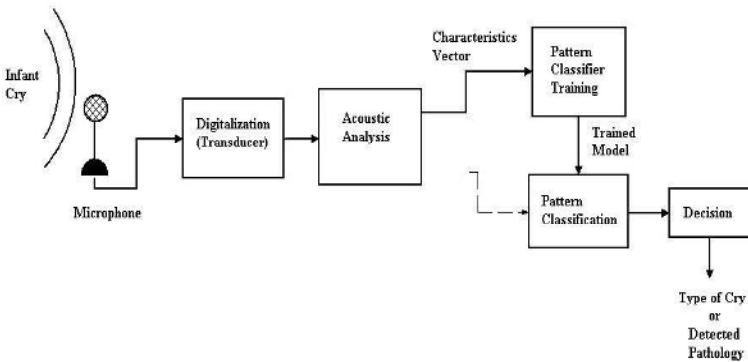 Infant
Cry
Microphone
Digitalization
(Transducer)
Acoustic
Analysis
Characteristics
Vector
Pattern
Classifier
Training
Trained
Model
Pattern
Classification
Decision
Type of Cry
or
Detected
Pathology